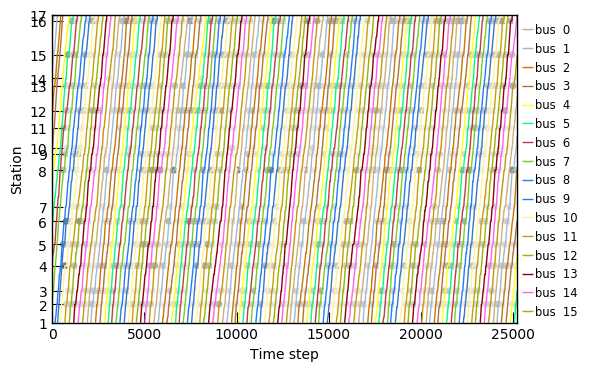 17
16
15
14
13
12
11
10
9
8
7
6
5
4
3
2
1
Station
0 5000 10000 15000 20000 25000
Time step
bus 0
bus 1
bus 2
bus 3
bus 4
bus 5
bus 6
bus 7
bus 8
bus 9
bus 10
bus 11
bus 12
bus 13
bus 14
bus 15